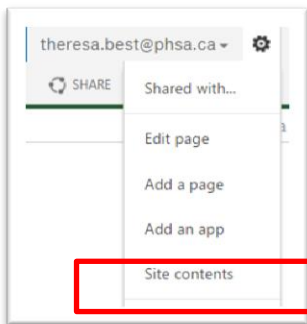 theresa.best@phsa.ca
SHARE
Shared with...
Edit page
a
Add a page
Add an app
Site contents